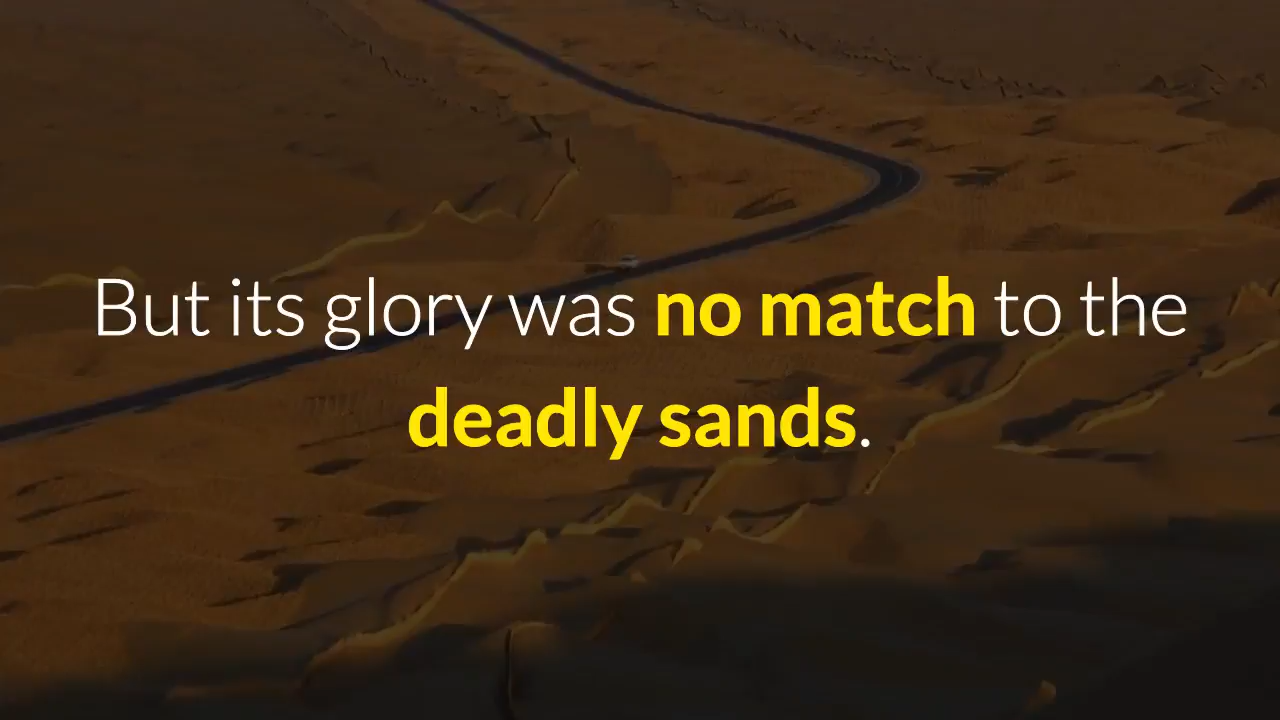 But its glory was no match to the
deadly sands.